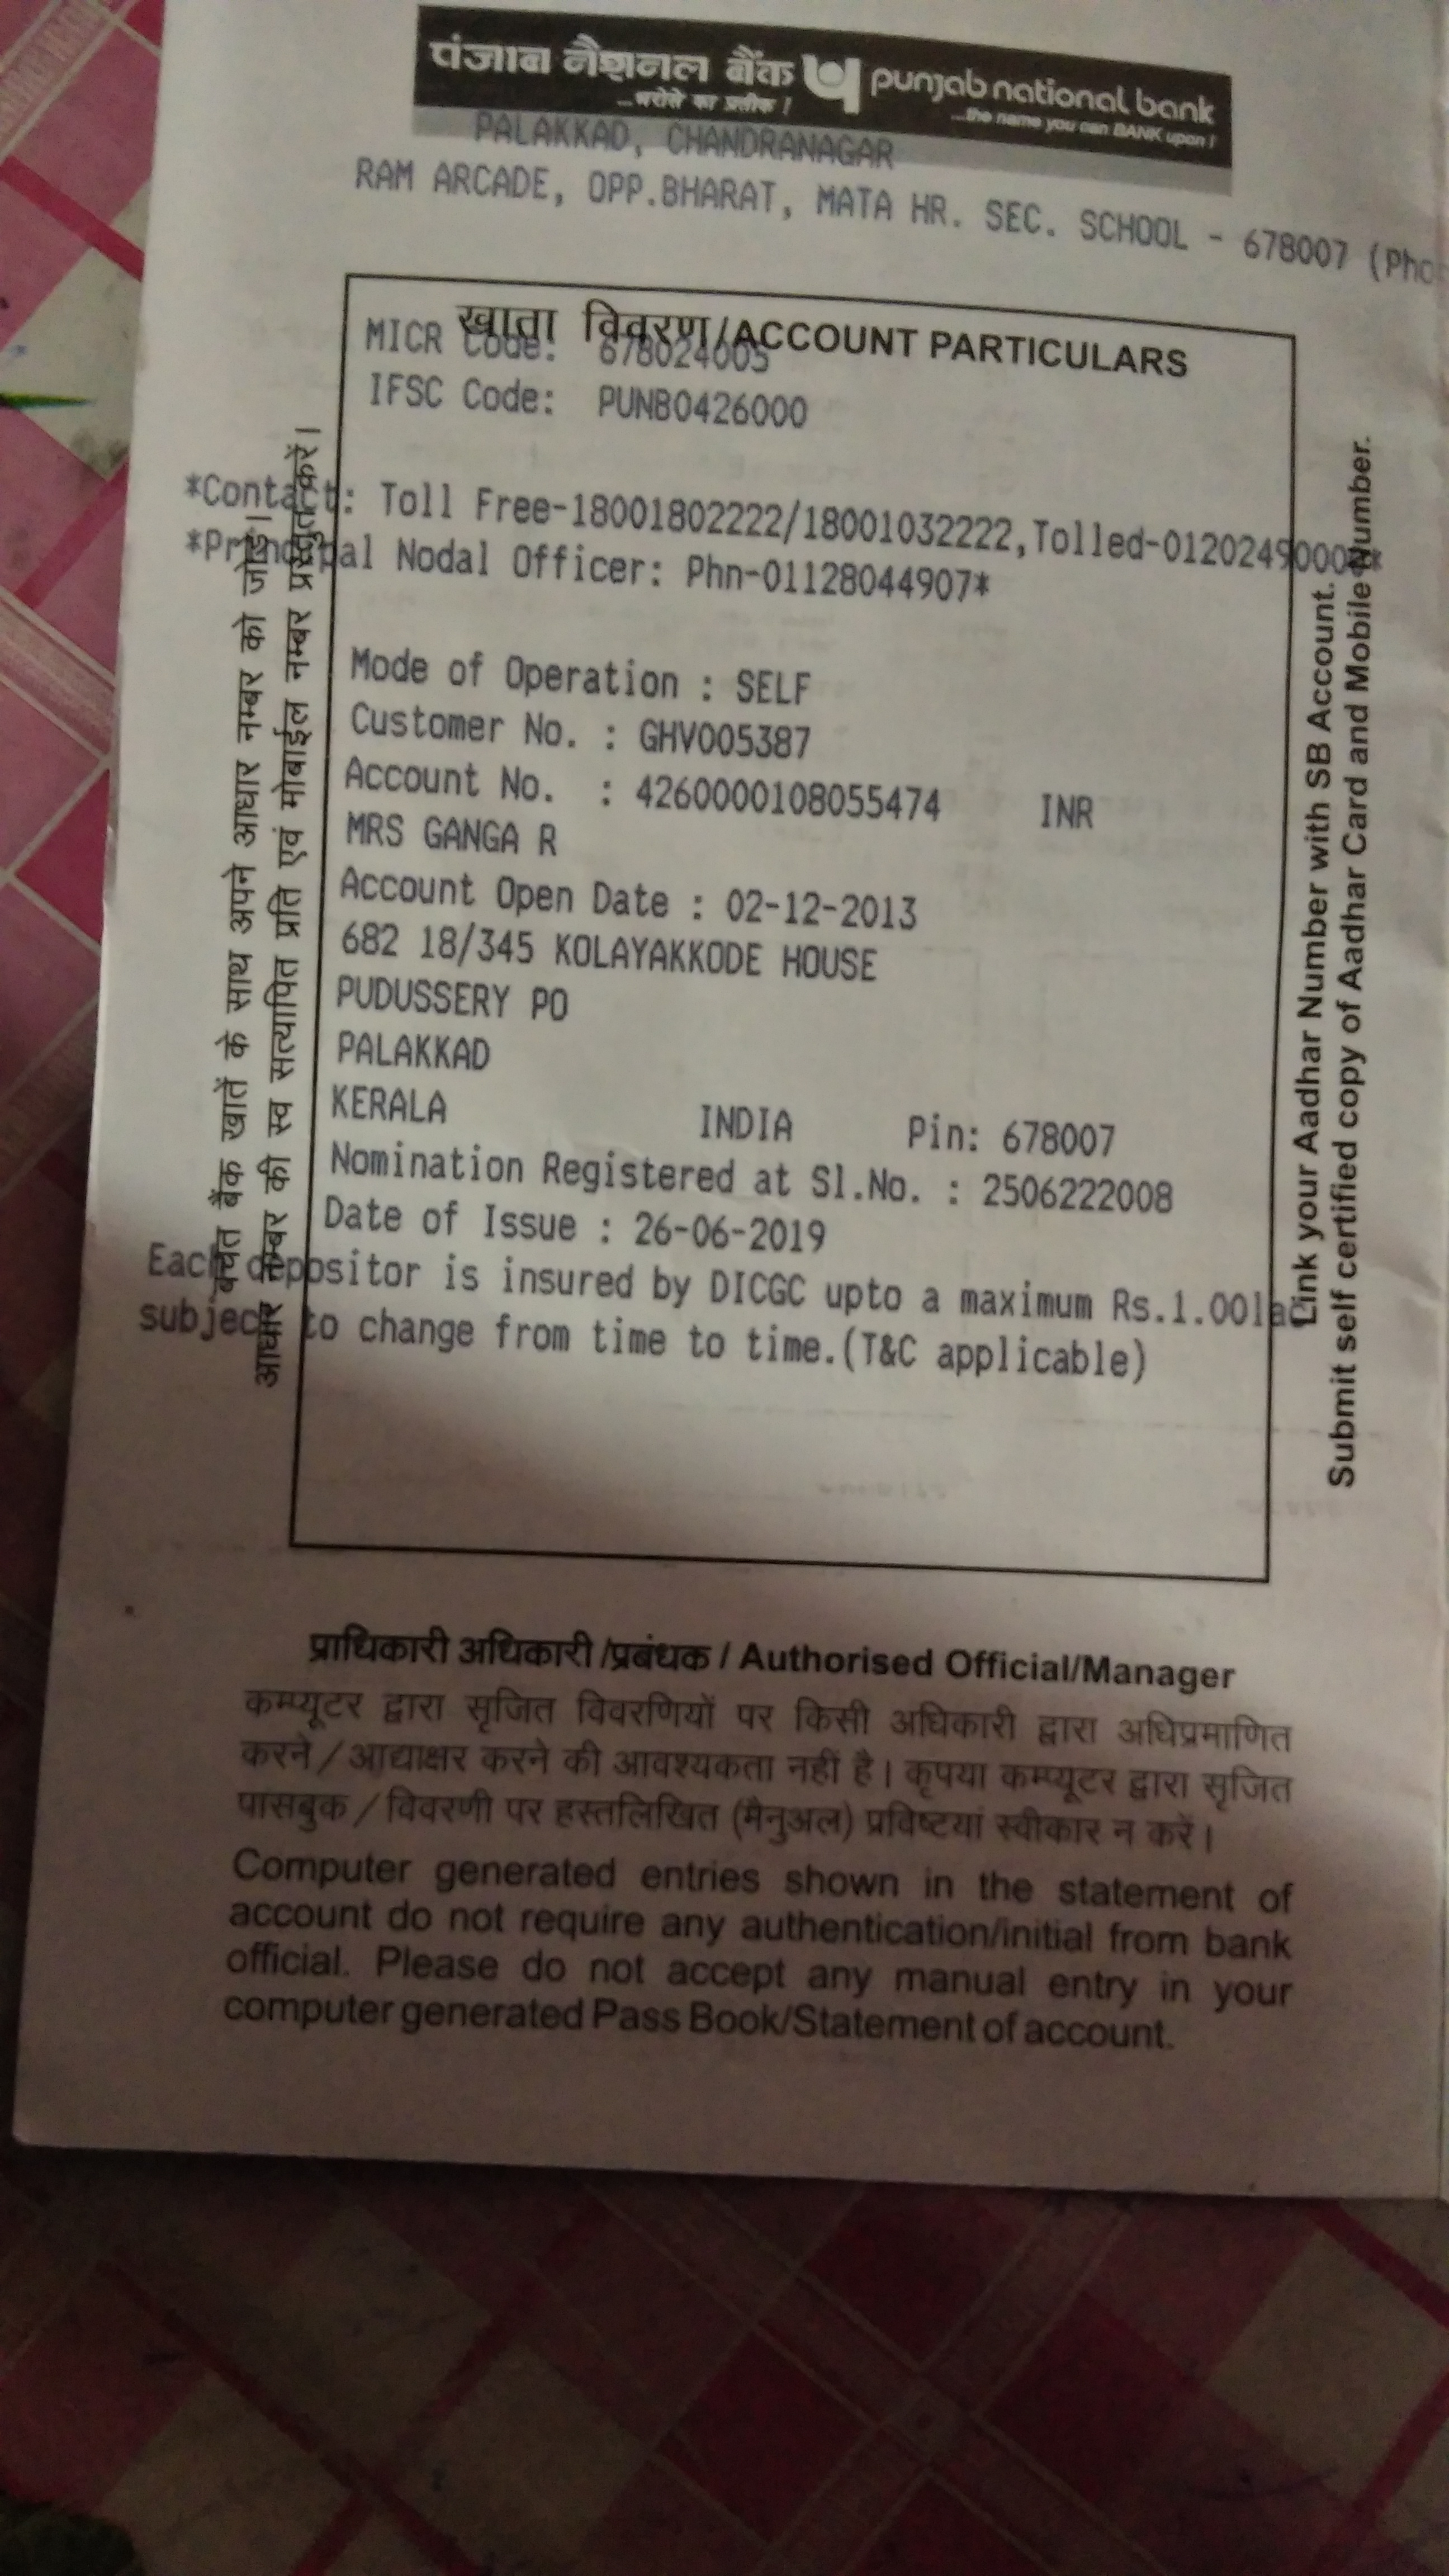 पंजाब नैशनल बैंक punjab national bank
...भरोसे का प्रतीक ! ...the name you can BANK upon !
PALAKKAD, CHANDRANAGAR
RAM ARCADE, OPP.BHARAT, MATA HR. SEC. SCHOOL - 678007 (Pho
खाता विवरण/ACCOUNT PARTICULARS
MICR Code: 678024005
IFSC Code: PUNB0426000
*Contact: Toll Free-18001802222/18001032222,Tolled-0120249000
*Principal Nodal Officer: Phn-01128044907*
Mode of Operation : SELF
Customer No. : GHV005387
Account No. : 4260000108055474 INR
MRS GANGA R
Account Open Date : 02-12-2013
682 18/345 KOLAYAKKODE HOUSE
PUDUSSERY PO
PALAKKAD
KERALA INDIA Pin: 678007
Nomination Registered at Sl.No. : 2506222008
Date of Issue : 26-06-2019
Each depositor is insured by DICGC upto a maximum Rs.1.00lac
subject to change from time to time.(T&C applicable)
बचत बैंक खातें के साथ अपने आधार नम्बर को जोड़ें।
आधार नम्बर की स्व सत्यापित प्रति एवं मोबाईल नम्बर प्रस्तुत करें।
Link your Aadhar Number with SB Account.
Submit self certified copy of Aadhar Card and Mobile Number.
प्राधिकारी अधिकारी/प्रबंधक / Authorised Official/Manager
कम्प्यूटर द्वारा सृजित विवरणियों पर किसी अधिकारी द्वारा अधिप्रमाणित
करने/आद्याक्षर करने की आवश्यकता नहीं है। कृपया कम्प्यूटर द्वारा सृजित
पासबुक/विवरणी पर हस्तलिखित (मैनुअल) प्रविष्टयां स्वीकार न करें।
Computer generated entries shown in the statement of
account do not require any authentication/initial from bank
official. Please do not accept any manual entry in your
computer generated Pass Book/Statement of account.